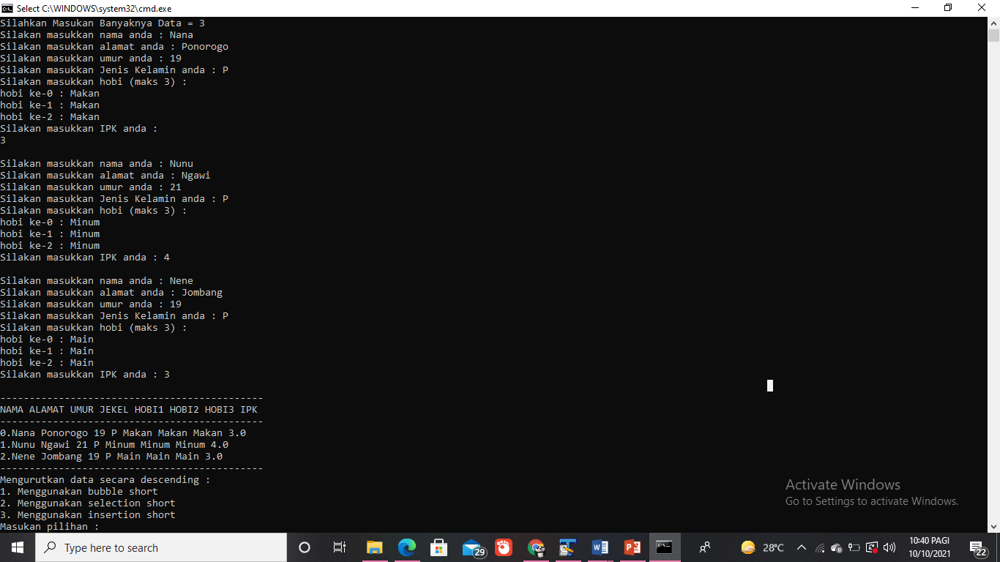 Select C:\WINDOWS\system32\cmd.exe
Silahkan Masukan Banyaknya Data = 3
Silakan masukkan nama anda : Nana
Silakan masukkan alamat anda : Ponorogo
Silakan masukkan umur anda : 19
Silakan masukkan Jenis Kelamin anda : P
Silakan masukkan hobi (maks 3) :
hobi ke-0 : Makan
hobi ke-1 : Makan
hobi ke-2 : Makan
Silakan masukkan IPK anda :
3
Silakan masukkan nama anda : Nunu
Silakan masukkan alamat anda : Ngawi
Silakan masukkan umur anda : 21
Silakan masukkan Jenis Kelamin anda : P
Silakan masukkan hobi (maks 3) :
hobi ke-0 : Minum
hobi ke-1 : Minum
hobi ke-2 : Minum
Silakan masukkan IPK anda : 4
Silakan masukkan nama anda : Nene
Silakan masukkan alamat anda : Jombang
Silakan masukkan umur anda : 19
Silakan masukkan Jenis Kelamin anda : P
Silakan masukkan hobi (maks 3) :
hobi ke-0 : Main
hobi ke-1 : Main
hobi ke-2 : Main
Silakan masukkan IPK anda : 3
---------------------------------------------
NAMA ALAMAT UMUR JEKEL HOBI1 HOBI2 HOBI3 IPK
---------------------------------------------
0.Nana Ponorogo 19 P Makan Makan Makan 3.0
1.Nunu Ngawi 21 P Minum Minum Minum 4.0
2.Nene Jombang 19 P Main Main Main 3.0
---------------------------------------------
Mengurutkan data secara descending :
1. Menggunakan bubble short
2. Menggunakan selection short
3. Menggunakan insertion short
Masukan pilihan :
Activate Windows
Go to Settings to activate Windows.
Type here to search
29
28°C
10:40 PAGI
10/10/2021
22